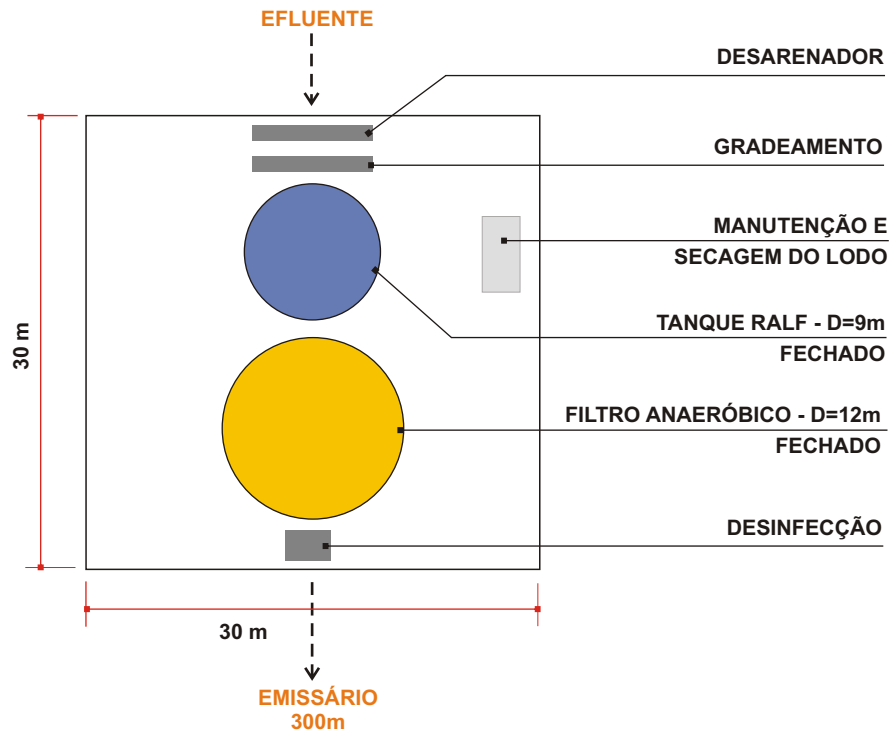 EFLUENTE
DESARENADOR
GRADEAMENTO
MANUTENÇÃO E
SECAGEM DO LODO
TANQUE RALF - D=9m
FECHADO
30 m
FILTRO ANAERÓBICO - D=12m
FECHADO
DESINFECÇÃO
30 m
EMISSÁRIO
300m